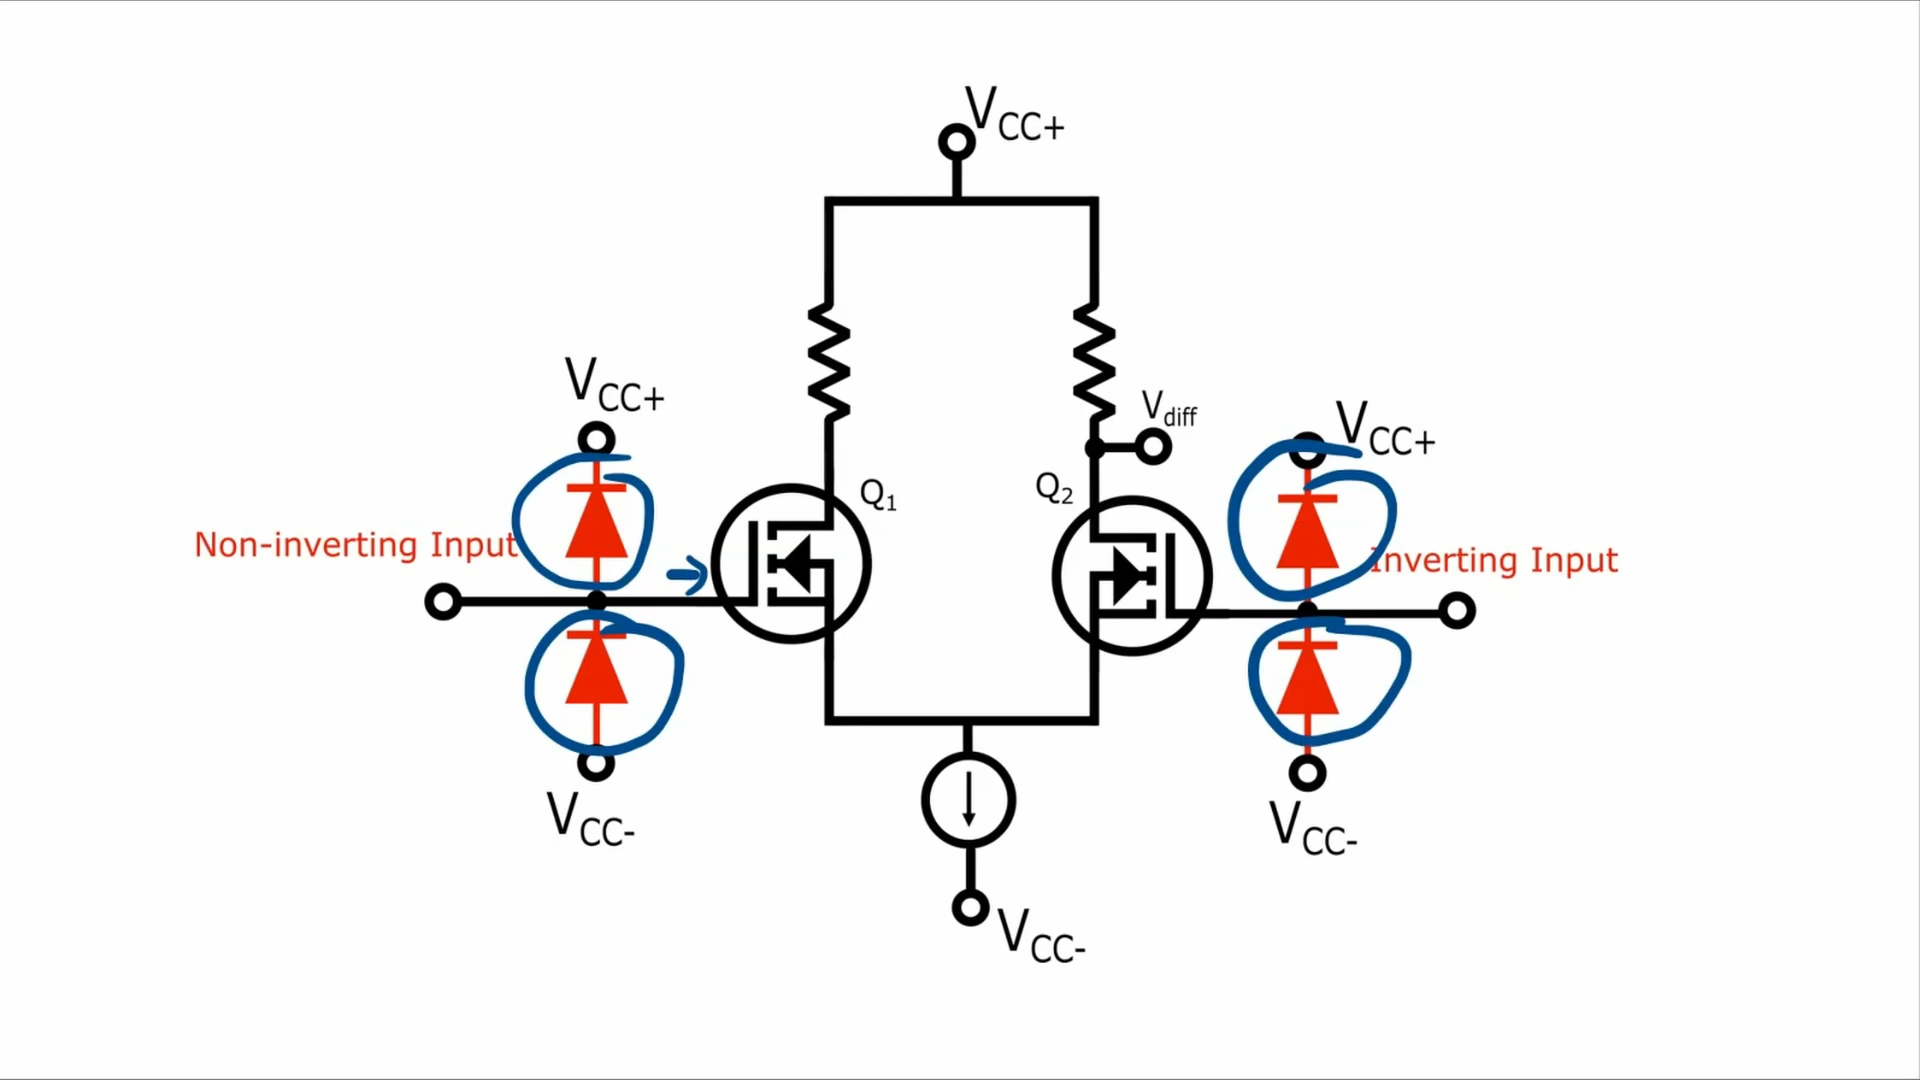 VCC+
VCC+
Vdiff
VCC+
Q1
Q2
Non-inverting Input
Inverting Input
VCC-
VCC-
VCC-